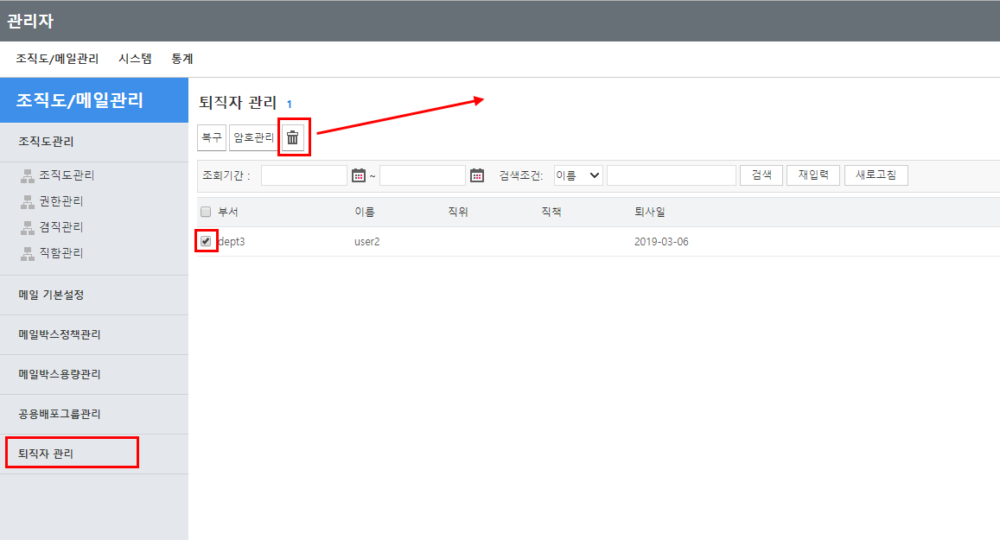 관리자
조직도/메일관리 시스템 통계
조직도/메일관리
조직도관리
조직도관리
권한관리
겸직관리
직함관리
메일 기본설정
메일박스정책관리
메일박스용량관리
공용배포그룹관리
퇴직자 관리
퇴직자 관리 1
복구 암호관리
조회기간 : ~ 검색조건: 이름 검색 재입력 새로고침
부서 이름 직위 직책 퇴사일
dept3 user2 2019-03-06